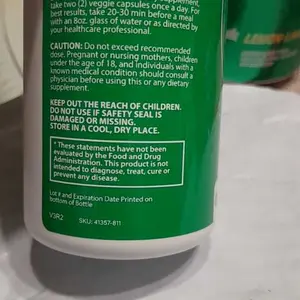 take two (2) veggie capsules once a day. For
best results, take 20-30 min before a meal
with an 8oz. glass of water or as directed by
your healthcare professional.
CAUTION: Do not exceed recommended
dose. Pregnant or nursing mothers, children
under the age of 18, and individuals with a
known medical condition should consult a
physician before using this or any dietary
supplement.
KEEP OUT THE REACH OF CHILDREN.
DO NOT USE IF SAFETY SEAL IS
DAMAGED OR MISSING.
STORE IN A COOL, DRY PLACE.
* These statements have not been
evaluated by the Food and Drug
Administration. This product is not
intended to diagnose, treat, cure or
prevent any disease.
Lot # and Expiration Date Printed on
bottom of Bottle
V3R2 SKU: 41357-811